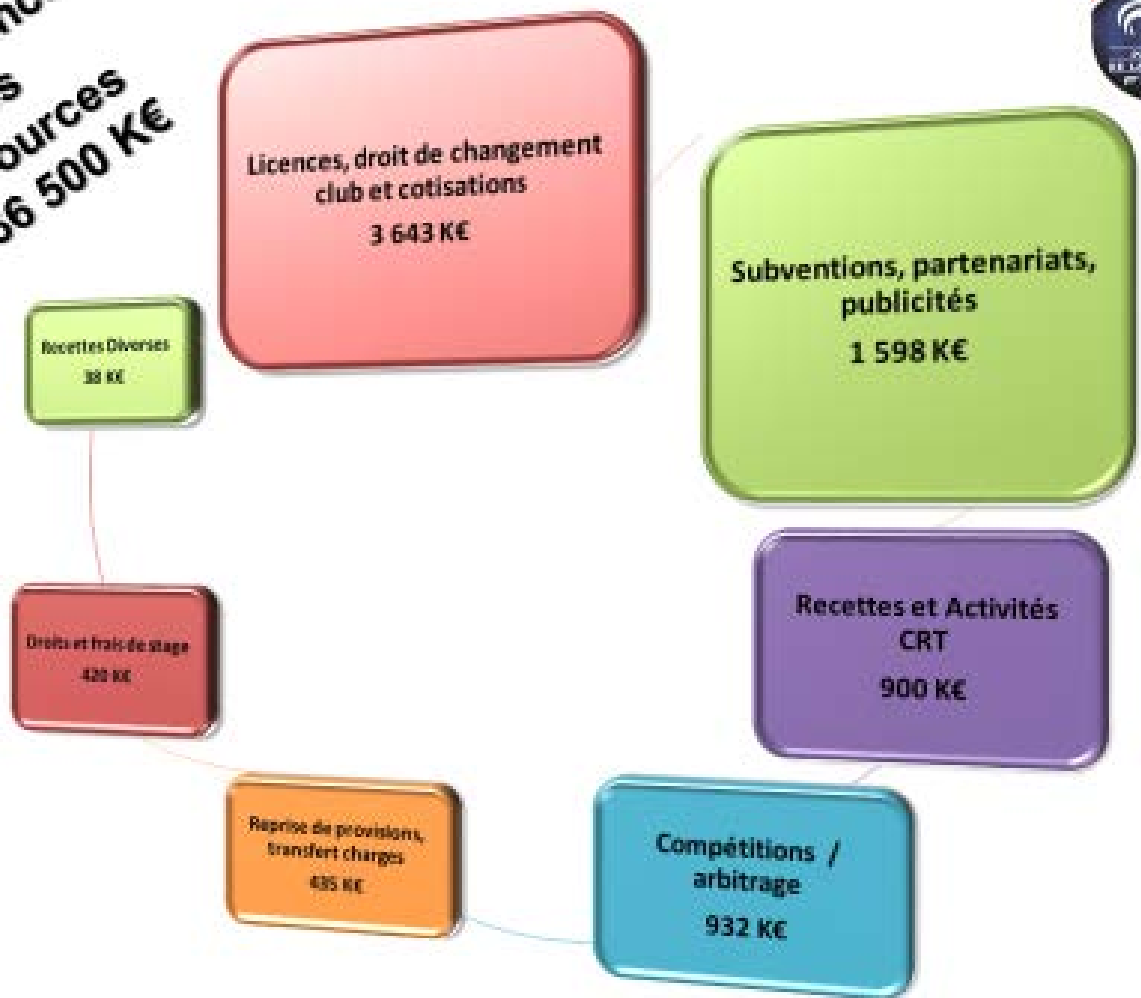 ources
500 K€
Licences, droit de changement
club et cotisations
3 643 K€
Subventions, partenariats,
publicités
1 598 K€
Recettes et Activités
CRT
900 K€
Compétitions /
arbitrage
932 K€
Reprise de provisions,
transfert charges
435 K€
Droits et frais de stage
420 K€
Recettes Diverses
38 K€